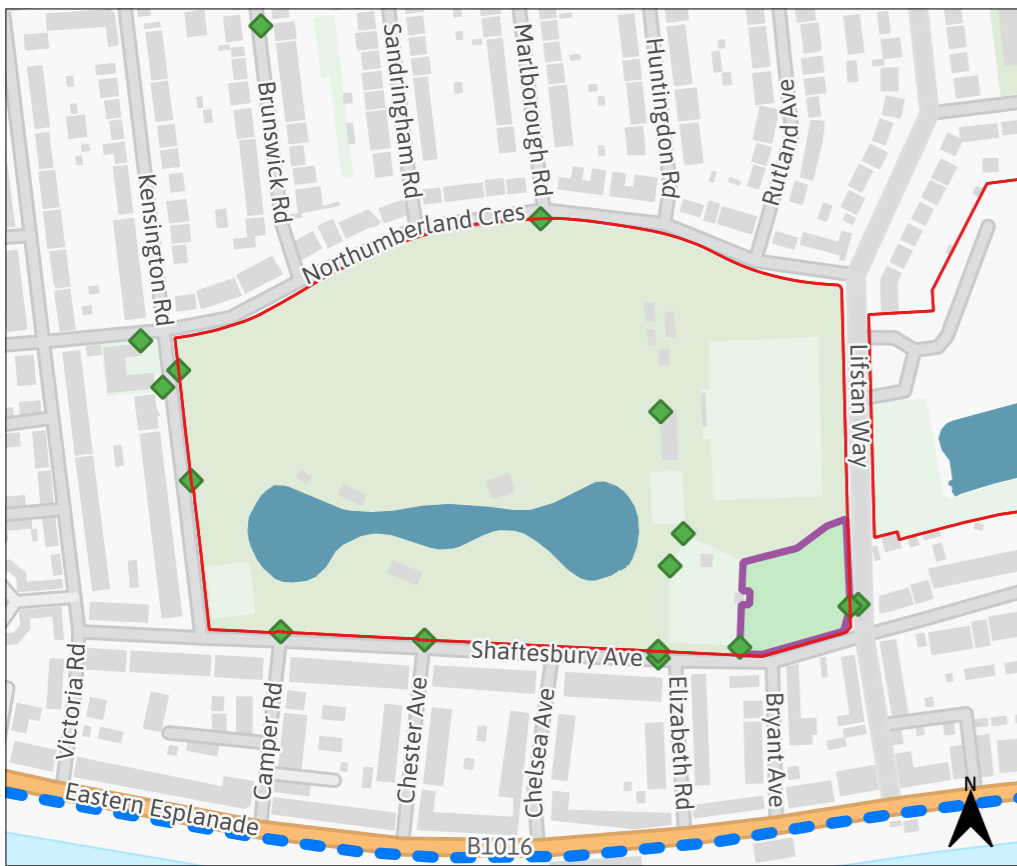 Sandringham Rd
Marlborough Rd
Huntingdon Rd
Rutland Ave
Brunswick Rd
Kensington Rd
Northumberland Cres
Lifstan Way
Shaftesbury Ave
Victoria Rd
Camper Rd
Chester Ave
Chelsea Ave
Elizabeth Rd
Bryant Ave
N
Eastern Esplanade
B1016